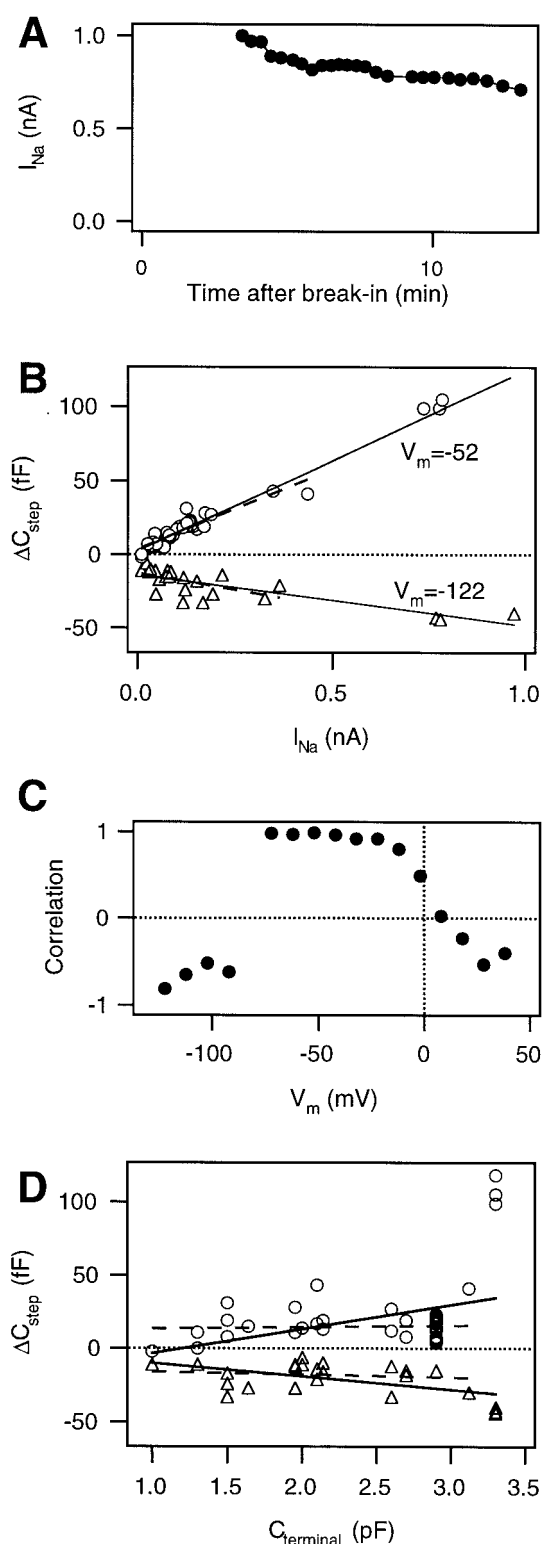 A
1.0
0.5
0.0
I_Na (nA)
0
10
Time after break-in (min)
B
100
50
0
-50
ΔC_step (fF)
V_m=-52
V_m=-122
0.0
0.5
1.0
I_Na (nA)
C
1
0
-1
Correlation
-100
-50
0
50
V_m (mV)
D
100
50
0
-50
ΔC_step (fF)
1.0
1.5
2.0
2.5
3.0
3.5
C_terminal (pF)